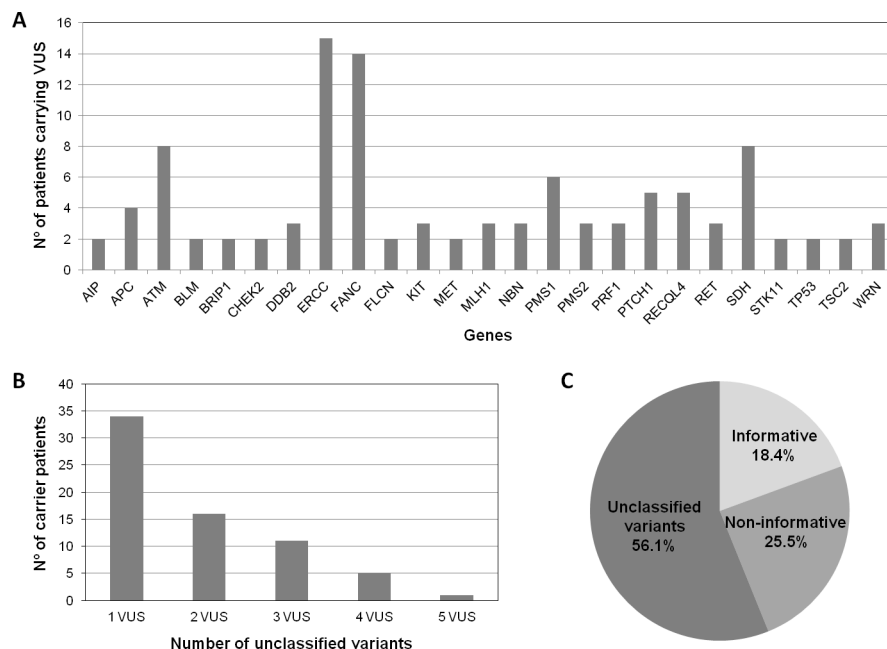 A
Nº of patients carrying VUS
16
14
12
10
8
6
4
2
0
AIP
APC
ATM
BLM
BRIP1
CHEK2
DDB2
ERCC
FANC
FLCN
KIT
MET
MLH1
NBN
PMS1
PMS2
PRF1
PTCH1
RECQL4
RET
SDH
STK11
TP53
TSC2
WRN
Genes
B
Nº of carrier patients
40
35
30
25
20
15
10
5
0
1 VUS
2 VUS
3 VUS
4 VUS
5 VUS
Number of unclassified variants
C
Informative
18.4%
Unclassified
variants
56.1%
Non-informative
25.5%